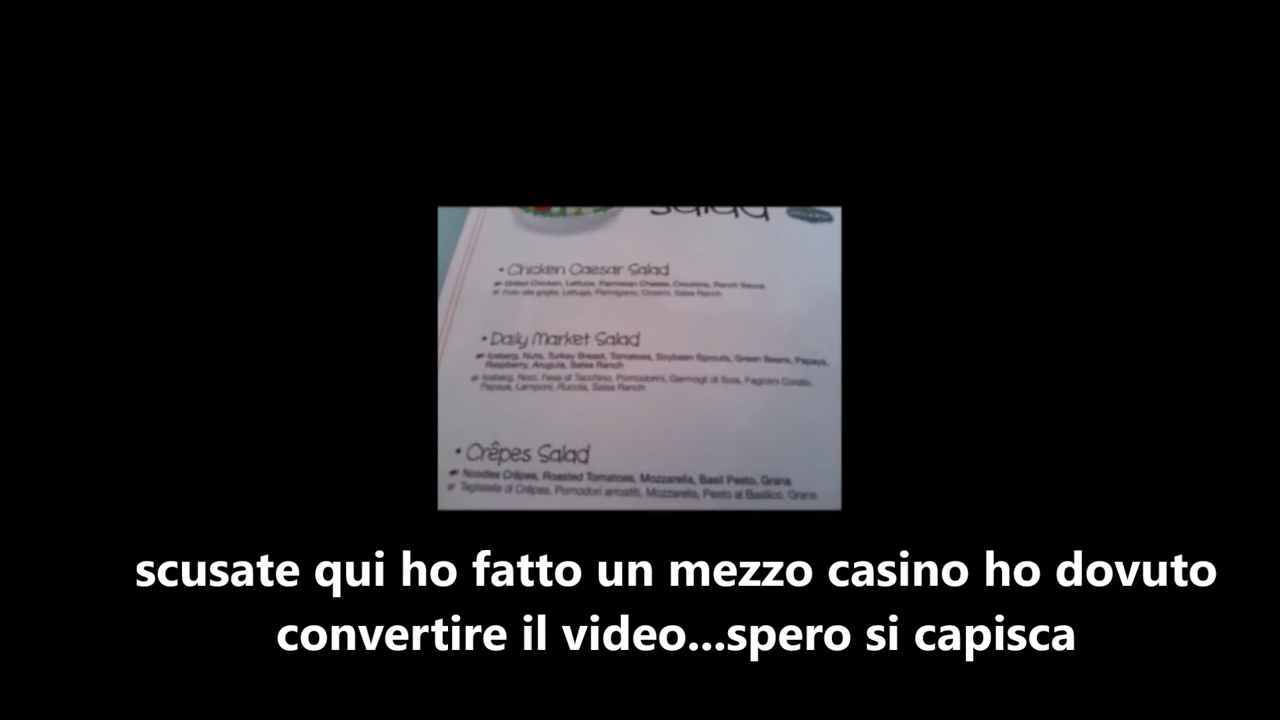 Salad
• Chicken Caesar Salad
Grilled Chicken, Lettuce, Parmesan Cheese, Croutons, Ranch Sauce
Pollo alla griglia, Lattuga, Parmigiano, Crostini, Salsa Ranch
• Daily Market Salad
Iceberg, Nuts, Turkey Breast, Tomatoes, Soybean Sprouts, Green Beans, Papaya,
Raspberry, Arugula, Salsa Ranch
Iceberg, Noci, Fesa di Tacchino, Pomodorini, Germogli di Soia, Fagiolini Corallo,
Papaya, Lamponi, Rucola, Salsa Ranch
• Crêpes Salad
Noodles Crêpes, Roasted Tomatoes, Mozzarella, Basil Pesto, Grana
Tagliatelle di Crêpes, Pomodori arrostiti, Mozzarella, Pesto al Basilico, Grana
scusate qui ho fatto un mezzo casino ho dovuto
convertire il video...spero si capisca